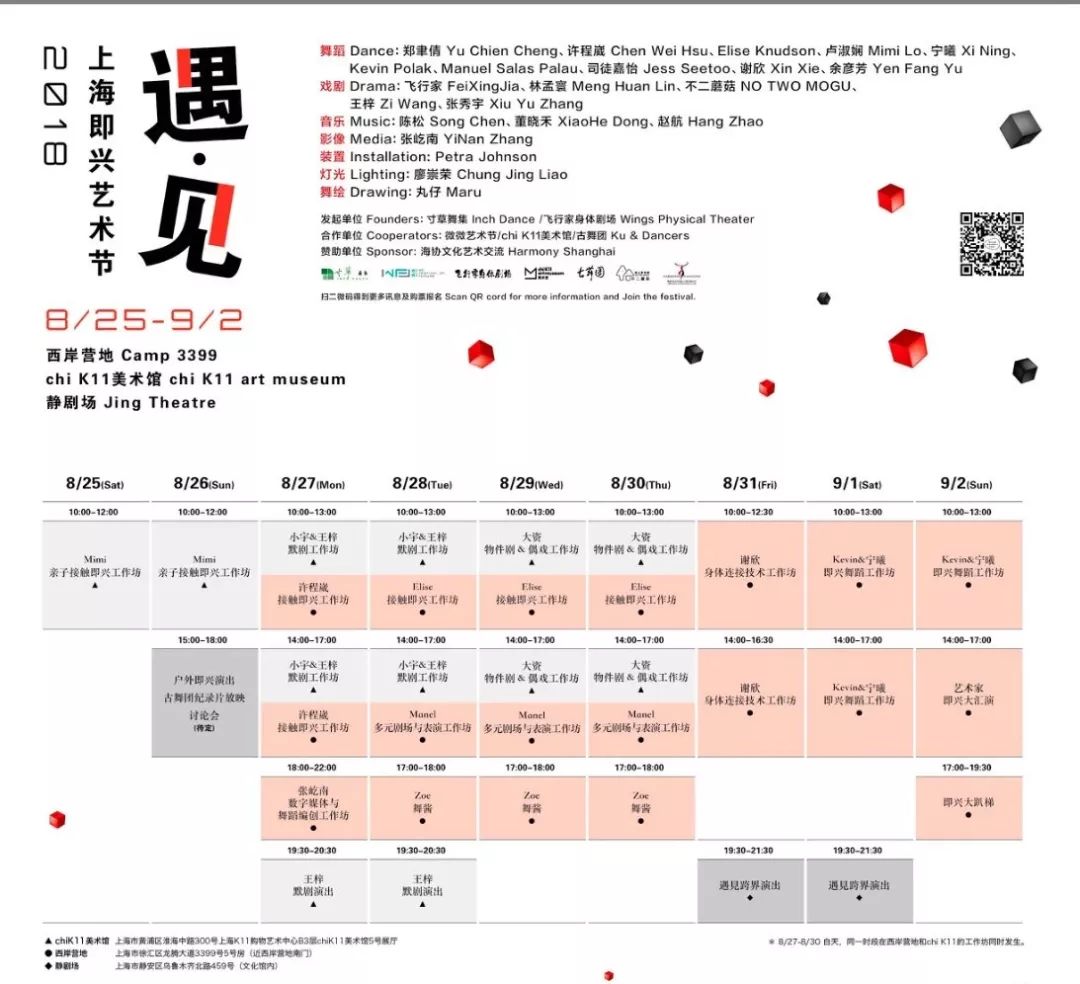 2018
上海即兴艺术节
遇·见
8/25-9/2
西岸营地 Camp 3399
chi K11美术馆 chi K11 art museum
静剧场 Jing Theatre
舞蹈 Dance: 郑聿倩 Yu Chien Cheng、许程崴 Chen Wei Hsu、Elise Knudson、卢淑娴 Mimi Lo、宁曦 Xi Ning、
Kevin Polak、Manuel Salas Palau、司徒嘉怡 Jess Seetoo、谢欣 Xin Xie、余彦芳 Yen Fang Yu
戏剧 Drama: 飞行家 FeiXingJia、林孟寰 Meng Huan Lin、不二蘑菇 NO TWO MOGU、
王梓 Zi Wang、张秀宇 Xiu Yu Zhang
音乐 Music: 陈松 Song Chen、董晓禾 XiaoHe Dong、赵航 Hang Zhao
影像 Media: 张屹南 YiNan Zhang
装置 Installation: Petra Johnson
灯光 Lighting: 廖崇荣 Chung Jing Liao
舞绘 Drawing: 丸仔 Maru
发起单位 Founders: 寸草舞集 Inch Dance /飞行家身体剧场 Wings Physical Theater
合作单位 Cooperators: 微微艺术节/chi K11美术馆/古舞团 Ku & Dancers
赞助单位 Sponsor: 海协文化艺术交流 Harmony Shanghai
扫二微码得到更多讯息及购票报名 Scan QR cord for more information and Join the festival.
8/25(Sat) 8/26(Sun) 8/27(Mon) 8/28(Tue) 8/29(Wed) 8/30(Thu) 8/31(Fri) 9/1(Sat) 9/2(Sun)
10:00-12:00 10:00-12:00 10:00-13:00 10:00-13:00 10:00-13:00 10:00-13:00 10:00-12:30 10:00-13:00 10:00-13:00
Mimi
亲子接触即兴工作坊
▲
Mimi
亲子接触即兴工作坊
▲
小宇&王梓
默剧工作坊
▲
许程崴
接触即兴工作坊
●
小宇&王梓
默剧工作坊
▲
Elise
接触即兴工作坊
●
大资
物件剧 & 偶戏工作坊
▲
Elise
接触即兴工作坊
●
大资
物件剧 & 偶戏工作坊
▲
Elise
接触即兴工作坊
●
谢欣
身体连接技术工作坊
●
Kevin&宁曦
即兴舞蹈工作坊
●
Kevin&宁曦
即兴舞蹈工作坊
●
15:00-18:00 14:00-17:00 14:00-17:00 14:00-17:00 14:00-17:00 14:00-16:30 14:00-17:00 14:00-17:00
户外即兴演出
古舞团纪录片放映
讨论会
(待定)
小宇&王梓
默剧工作坊
▲
许程崴
接触即兴工作坊
●
小宇&王梓
默剧工作坊
▲
Manel
多元剧场与表演工作坊
●
大资
物件剧 & 偶戏工作坊
▲
Manel
多元剧场与表演工作坊
●
大资
物件剧 & 偶戏工作坊
▲
Manel
多元剧场与表演工作坊
●
谢欣
身体连接技术工作坊
●
Kevin&宁曦
即兴舞蹈工作坊
●
艺术家
即兴大汇演
●
18:00-22:00 17:00-18:00 17:00-18:00 17:00-18:00 17:00-19:30
张屹南
数字媒体与
舞蹈编创工作坊
●
Zoe
舞酱
●
Zoe
舞酱
●
Zoe
舞酱
●
即兴大趴梯
●
19:30-20:30 19:30-20:30 19:30-21:30 19:30-21:30
王梓
默剧演出
▲
王梓
默剧演出
▲
遇见跨界演出
◆
遇见跨界演出
◆
▲ chiK11美术馆 上海市黄浦区淮海中路300号上海K11购物艺术中心B3层chiK11美术馆5号展厅
● 西岸营地 上海市徐汇区龙腾大道3399号5号房（近西岸营地南门）
◆ 静剧场 上海市静安区乌鲁木齐北路459号（文化馆内）
* 8/27-8/30 白天，同一时段在西岸营地和chi K11的工作坊同时发生。